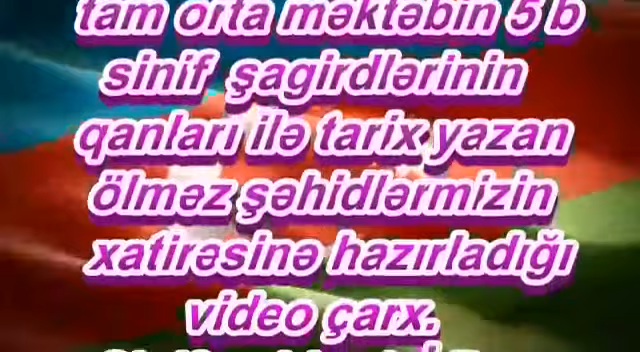 tam orta məktəbin 5 b
sinif şagirdlərinin
qanları ilə tarix yazan
ölməz şəhidlərmizin
xatirəsinə hazırladığı
video çarx.